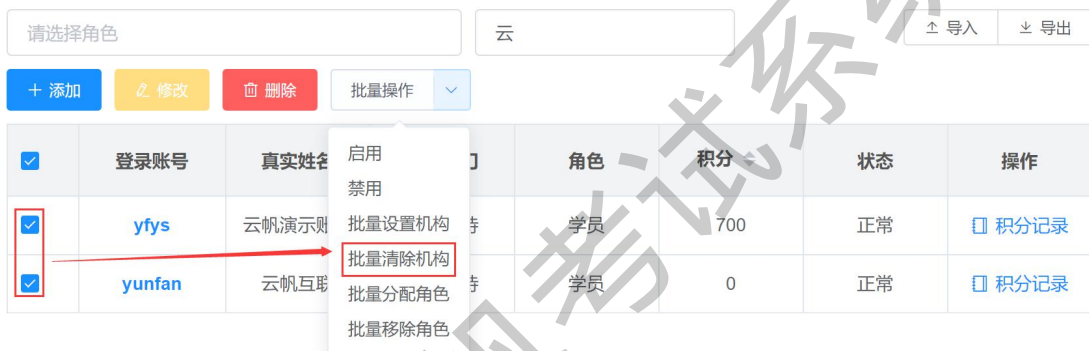 请选择角色 云 导入 导出
+ 添加 修改 删除 批量操作
登录账号 真实姓名 角色 积分 状态 操作
启用
禁用
yfys 云帆演示账 批量设置机构 学员 700 正常 积分记录
批量清除机构
yunfan 云帆互联 学员 0 正常 积分记录
批量分配角色
批量移除角色
考试系